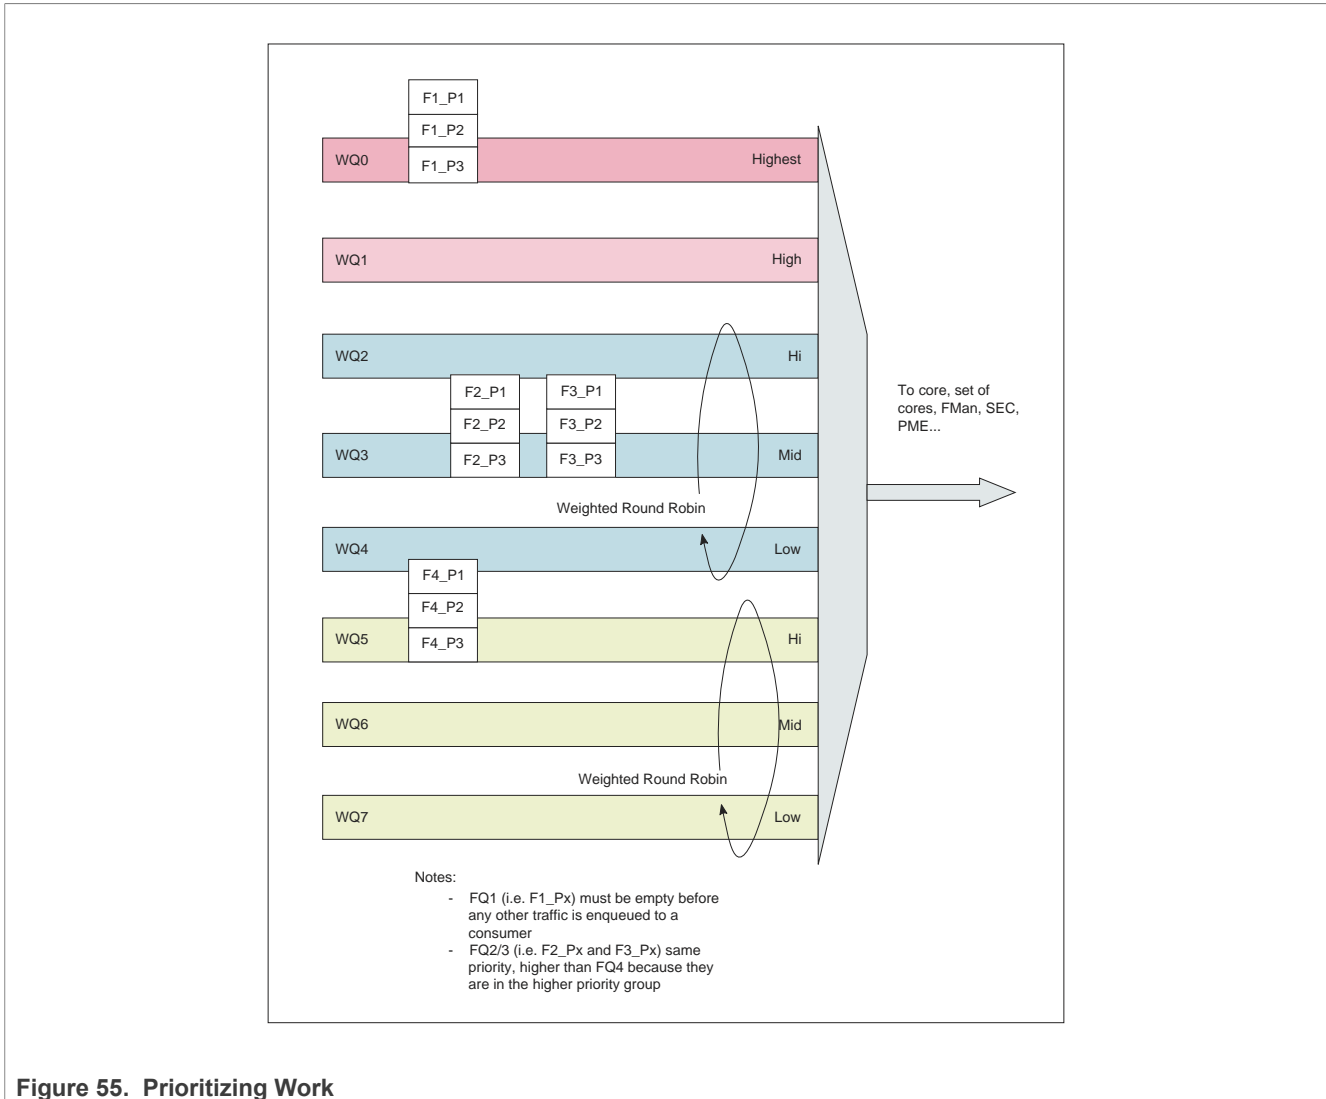 F1_P1
F1_P2
WQ0
F1_P3
Highest
WQ1
High
WQ2
Hi
F2_P1
F3_P1
F2_P2
F3_P2
WQ3
F2_P3
F3_P3
Mid
To core, set of
cores, FMan, SEC,
PME...
Weighted Round Robin
WQ4
Low
F4_P1
F4_P2
WQ5
F4_P3
Hi
WQ6
Mid
Weighted Round Robin
WQ7
Low
Notes:
- FQ1 (i.e. F1_Px) must be empty before
any other traffic is enqueued to a
consumer
- FQ2/3 (i.e. F2_Px and F3_Px) same
priority, higher than FQ4 because they
are in the higher priority group
Figure 55. Prioritizing Work